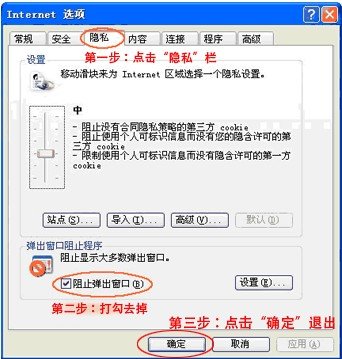 Internet 选项
常规 安全 隐私 内容 连接 程序 高级
第一步：点击“隐私”栏
设置
移动滑块来为 Internet 区域选择一个隐私设置。
中
- 阻止没有合同隐私策略的第三方 cookie
- 阻止使用个人可标识信息而没有您的隐含许可的第
三方 cookie
- 限制使用个人可标识信息而没有隐含许可的第一方
cookie
站点(S)... 导入(I)... 高级(V)... 默认(D)
弹出窗口阻止程序
阻止显示大多数弹出窗口。
阻止弹出窗口(B) 设置(E)...
第二步：打勾去掉
第三步：点击“确定”退出
确定 取消 应用(A)